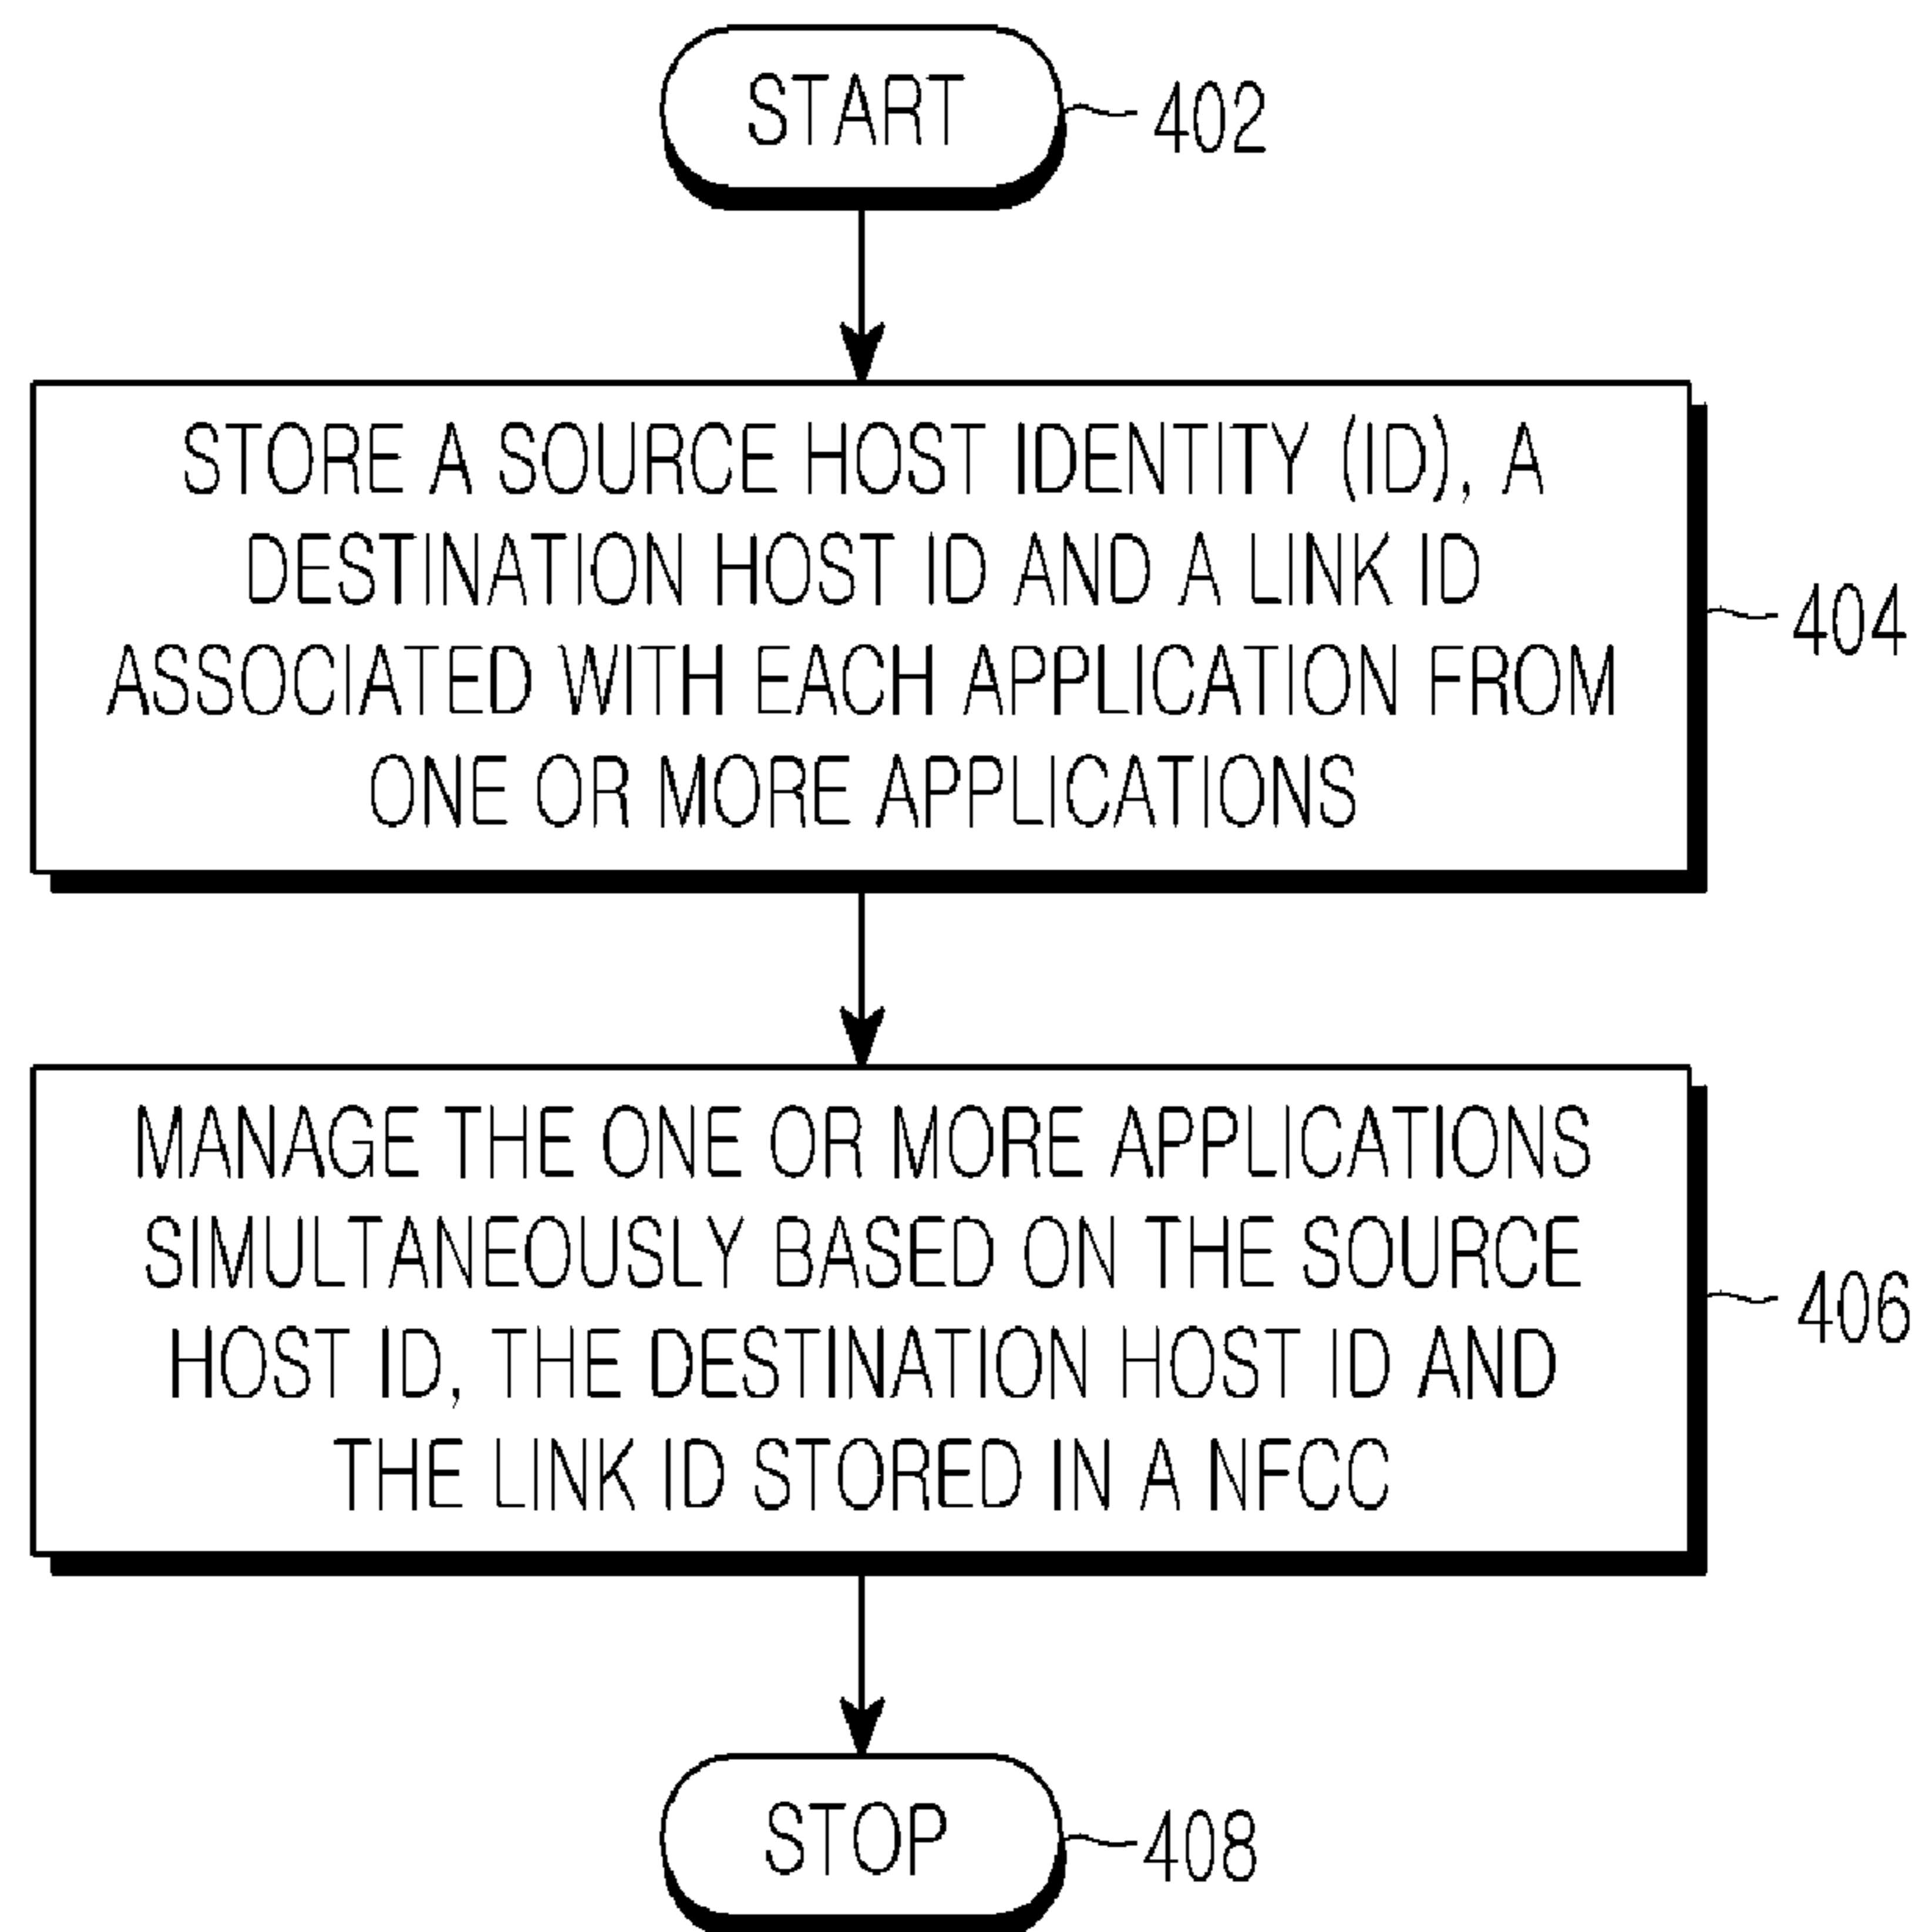 START
402
STORE A SOURCE HOST IDENTITY (ID), A
DESTINATION HOST ID AND A LINK ID
ASSOCIATED WITH EACH APPLICATION FROM
ONE OR MORE APPLICATIONS
404
MANAGE THE ONE OR MORE APPLICATIONS
SIMULTANEOUSLY BASED ON THE SOURCE
HOST ID, THE DESTINATION HOST ID AND
THE LINK ID STORED IN A NFCC
406
STOP
408